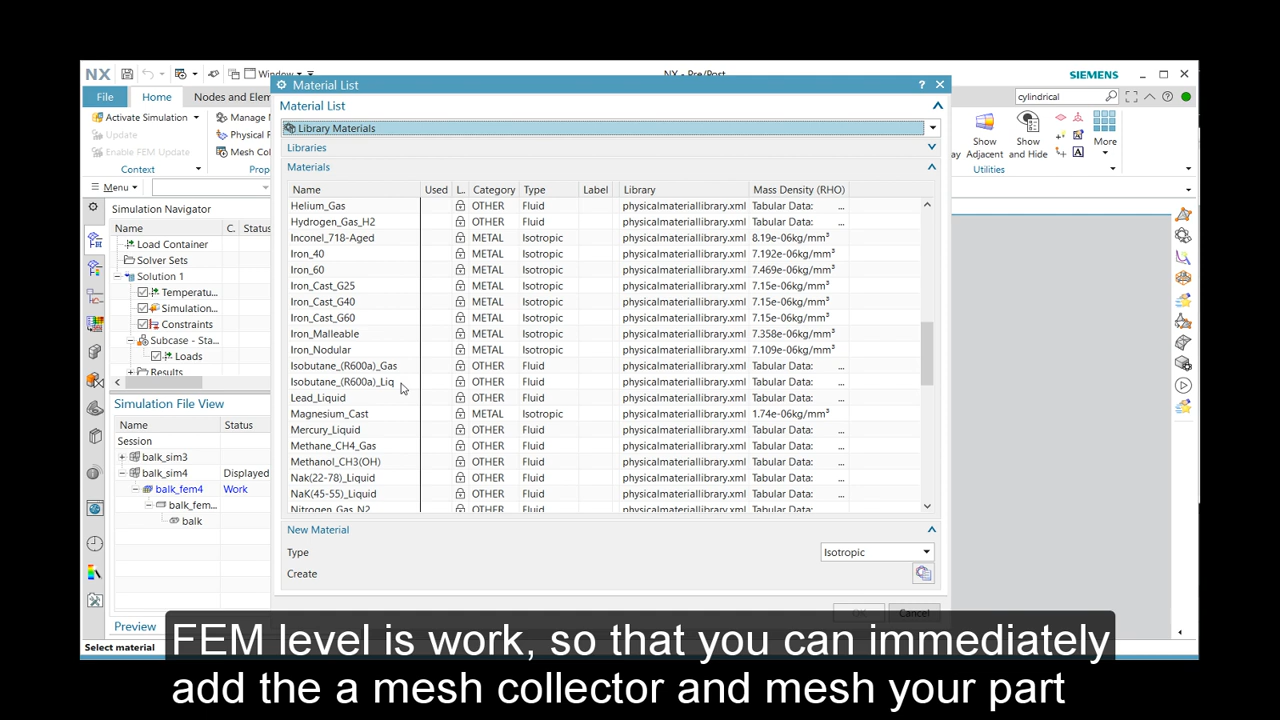 NX
Window
NX - Pre/Post
SIEMENS
File
Home
Nodes and Elem
cylindrical
Activate Simulation
Update
Enable FEM Update
Context
Manage M
Physical P
Mesh Col
Show Adjacent
Show and Hide
More
Utilities
Menu
Material List
Material List
Library Materials
Libraries
Materials
Name Used L.. Category Type Label Library Mass Density (RHO)
Helium_Gas OTHER Fluid physicalmateriallibrary.xml Tabular Data: ...
Hydrogen_Gas_H2 OTHER Fluid physicalmateriallibrary.xml Tabular Data: ...
Inconel_718-Aged METAL Isotropic physicalmateriallibrary.xml 8.19e-06kg/mm³
Iron_40 METAL Isotropic physicalmateriallibrary.xml 7.192e-06kg/mm³
Iron_60 METAL Isotropic physicalmateriallibrary.xml 7.469e-06kg/mm³
Iron_Cast_G25 METAL Isotropic physicalmateriallibrary.xml 7.15e-06kg/mm³
Iron_Cast_G40 METAL Isotropic physicalmateriallibrary.xml 7.15e-06kg/mm³
Iron_Cast_G60 METAL Isotropic physicalmateriallibrary.xml 7.15e-06kg/mm³
Iron_Malleable METAL Isotropic physicalmateriallibrary.xml 7.358e-06kg/mm³
Iron_Nodular METAL Isotropic physicalmateriallibrary.xml 7.109e-06kg/mm³
Isobutane_(R600a)_Gas OTHER Fluid physicalmateriallibrary.xml Tabular Data: ...
Isobutane_(R600a)_Liq OTHER Fluid physicalmateriallibrary.xml Tabular Data: ...
Lead_Liquid OTHER Fluid physicalmateriallibrary.xml Tabular Data: ...
Magnesium_Cast METAL Isotropic physicalmateriallibrary.xml 1.74e-06kg/mm³
Mercury_Liquid OTHER Fluid physicalmateriallibrary.xml Tabular Data: ...
Methane_CH4_Gas OTHER Fluid physicalmateriallibrary.xml Tabular Data: ...
Methanol_CH3(OH) OTHER Fluid physicalmateriallibrary.xml Tabular Data: ...
Nak(22-78)_Liquid OTHER Fluid physicalmateriallibrary.xml Tabular Data: ...
NaK(45-55)_Liquid OTHER Fluid physicalmateriallibrary.xml Tabular Data: ...
Nitrogen_Gas_N2 OTHER Fluid physicalmateriallibrary.xml Tabular Data: ...
New Material
Type Isotropic
Create
Cancel
Simulation Navigator
Name C. Status
Load Container
Solver Sets
Solution 1
Temperatu...
Simulation
Constraints
Subcase - Sta...
Loads
Results
Simulation File View
Name Status
Session
balk_sim3
balk_sim4 Displayed
balk_fem4 Work
balk_fem...
balk
Preview
Select material
FEM level is work, so that you can immediately
add the a mesh collector and mesh your part